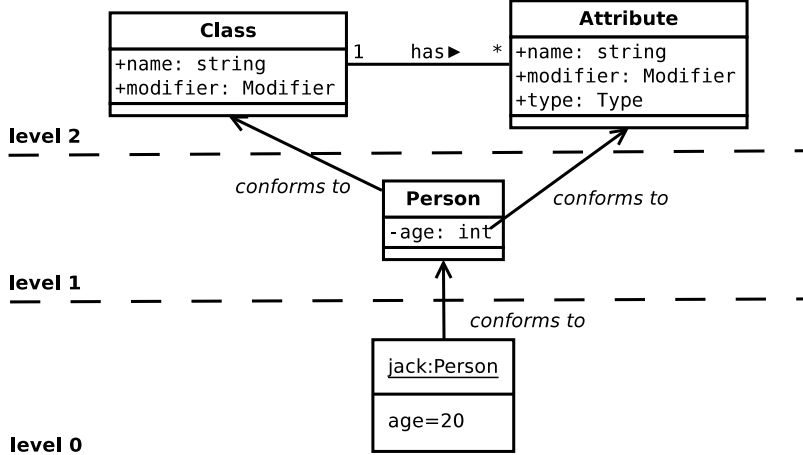 Class
+name: string
+modifier: Modifier
1 has► *
Attribute
+name: string
+modifier: Modifier
+type: Type
level 2
conforms to
conforms to
Person
-age: int
level 1
conforms to
jack:Person
age=20
level 0